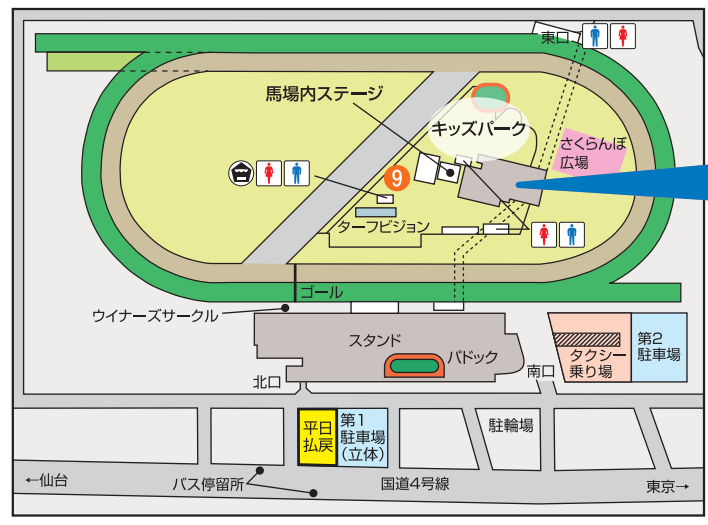 東口
馬場内ステージ
キッズパーク
さくらんぼ
広場
9
ターフビジョン
ゴール
ウイナーズサークル
スタンド
パドック
タクシー
乗り場
第2
駐車場
北口
南口
平日
払戻
第1
駐車場
(立体)
駐輪場
←仙台
バス停留所
国道4号線
東京→